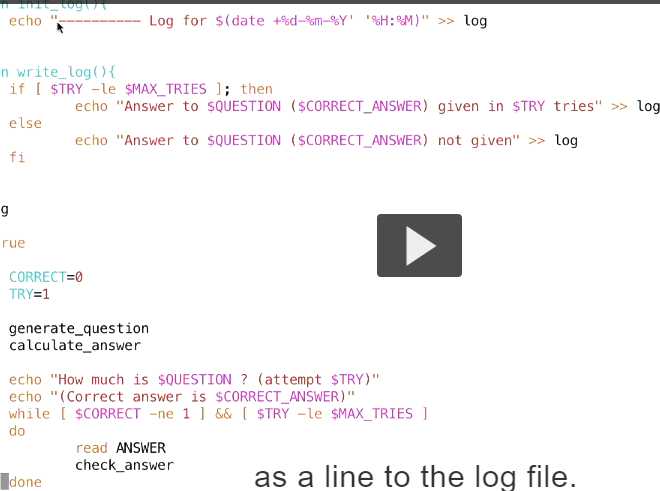 n init_log(){
echo "---------- Log for $(date +%d-%m-%Y' '%H:%M)" >> log
n write_log(){
if [ $TRY -le $MAX_TRIES ]; then
echo "Answer to $QUESTION ($CORRECT_ANSWER) given in $TRY tries" >> log
else
echo "Answer to $QUESTION ($CORRECT_ANSWER) not given" >> log
fi
g
rue
CORRECT=0
TRY=1
generate_question
calculate_answer
echo "How much is $QUESTION ? (attempt $TRY)"
echo "(Correct answer is $CORRECT_ANSWER)"
while [ $CORRECT -ne 1 ] && [ $TRY -le $MAX_TRIES ]
do
read ANSWER
check_answer
done
as a line to the log file.